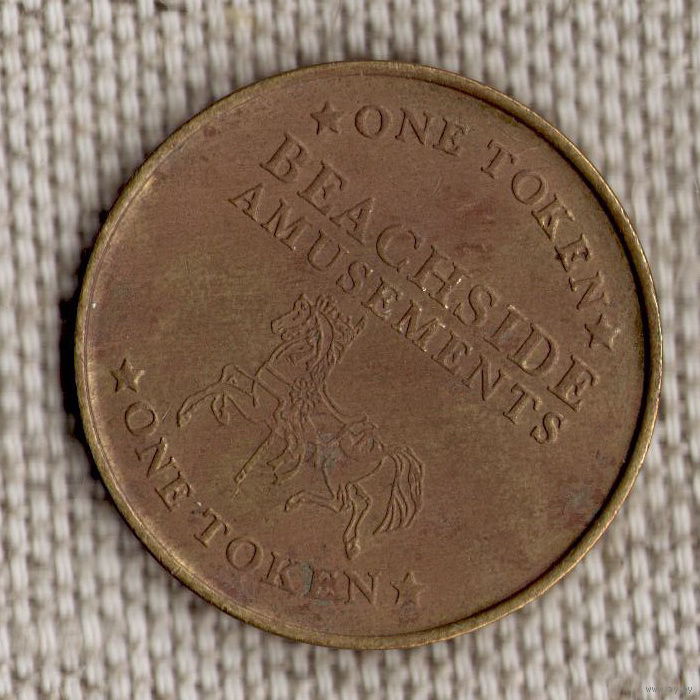 ★ ONE TOKEN ★
BEACHSIDE
AMUSEMENTS
★ ONE TOKEN ★